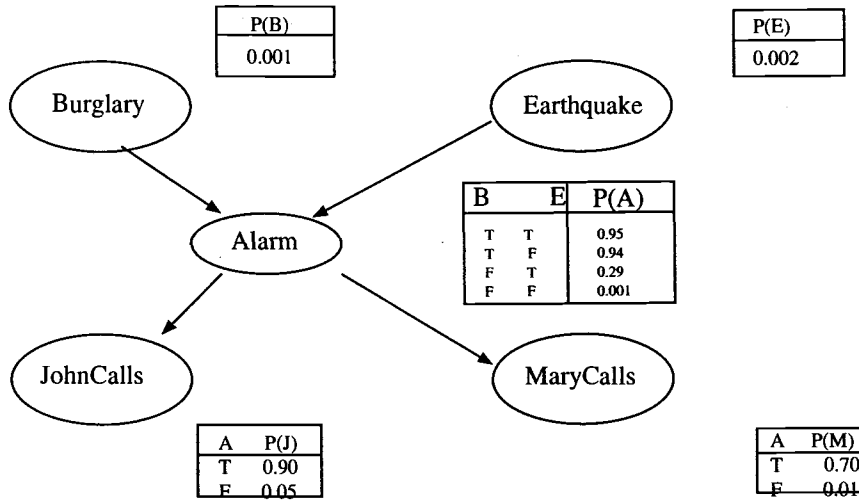 P(B)
0.001
P(E)
0.002
Burglary
Earthquake
B E P(A)
T T 0.95
T F 0.94
F T 0.29
F F 0.001
Alarm
JohnCalls
MaryCalls
A P(J)
T 0.90
F 0.05
A P(M)
T 0.70
F 0.01